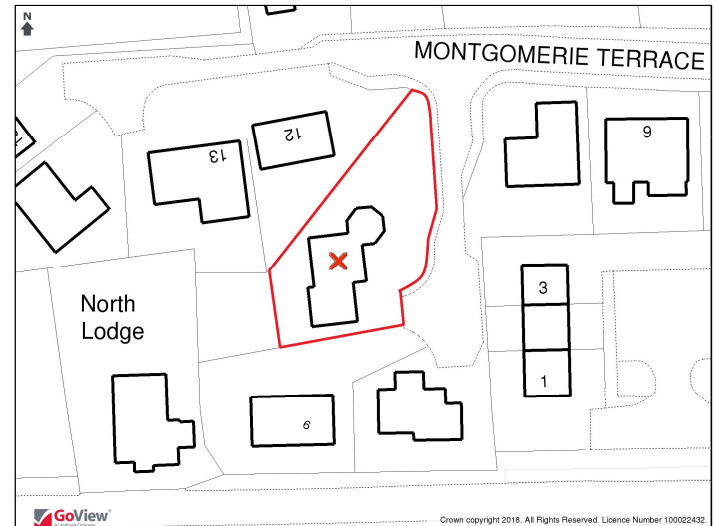 N
MONTGOMERIE TERRACE
12
13
9
3
North
Lodge
1
9
GoView
Crown copyright 2018. All Rights Reserved. Licence Number 100022432